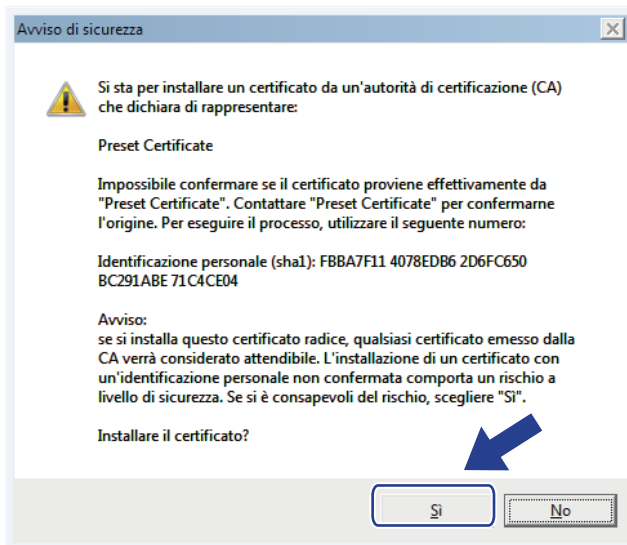 Avviso di sicurezza
Si sta per installare un certificato da un'autorità di certificazione (CA)
che dichiara di rappresentare:
Preset Certificate
Impossibile confermare se il certificato proviene effettivamente da
"Preset Certificate". Contattare "Preset Certificate" per confermarne
l'origine. Per eseguire il processo, utilizzare il seguente numero:
Identificazione personale (sha1): FBBA7F11 4078EDB6 2D6FC650
BC291ABE 71C4CE04
Avviso:
se si installa questo certificato radice, qualsiasi certificato emesso dalla
CA verrà considerato attendibile. L'installazione di un certificato con
un'identificazione personale non confermata comporta un rischio a
livello di sicurezza. Se si è consapevoli del rischio, scegliere "Sì".
Installare il certificato?
Sì No